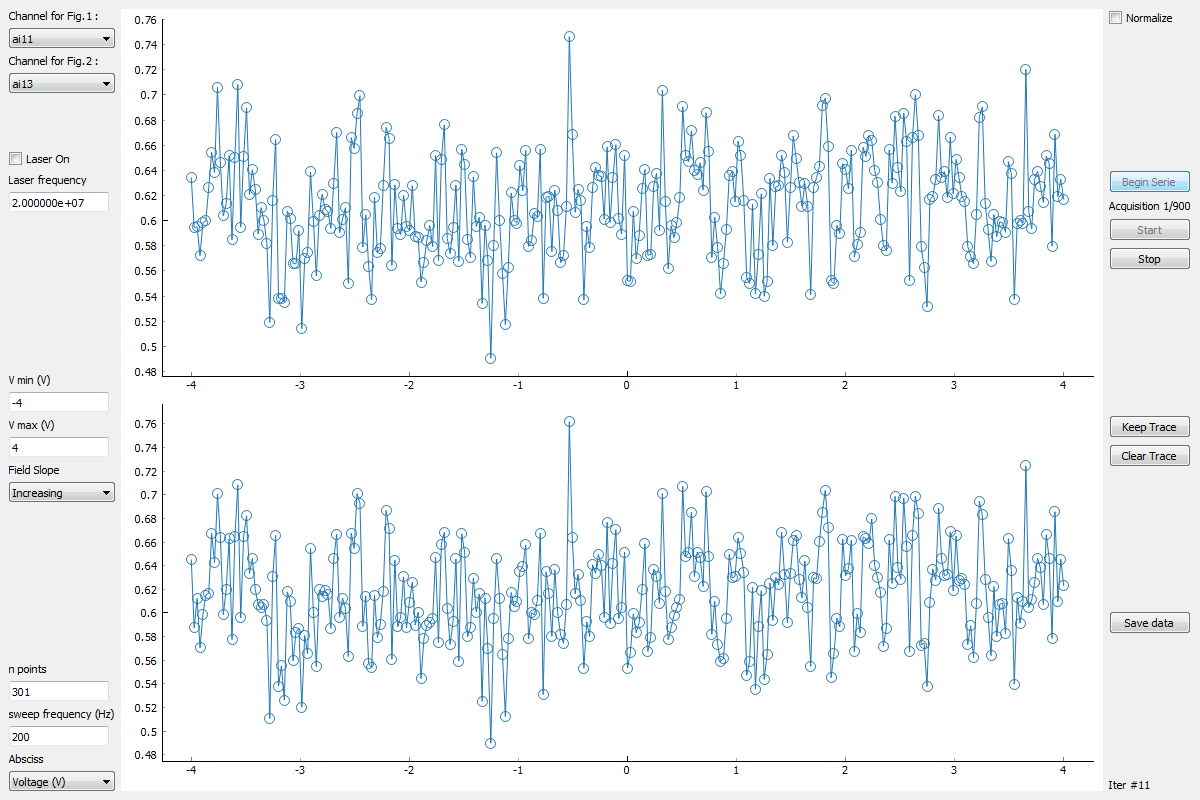 Channel for Fig.1 :
ai11
Channel for Fig.2 :
ai13
Laser On
Laser frequency
2.000000e+07
V min (V)
-4
V max (V)
4
Field Slope
Increasing
n points
301
sweep frequency (Hz)
200
Absciss
Voltage (V)
0.76
0.74
0.72
0.7
0.68
0.66
0.64
0.62
0.6
0.58
0.56
0.54
0.52
0.5
0.48
-4 -3 -2 -1 0 1 2 3 4
0.76
0.74
0.72
0.7
0.68
0.66
0.64
0.62
0.6
0.58
0.56
0.54
0.52
0.5
0.48
-4 -3 -2 -1 0 1 2 3 4
Normalize
Begin Serie
Acquisition 1/900
Start
Stop
Keep Trace
Clear Trace
Save data
Iter #11